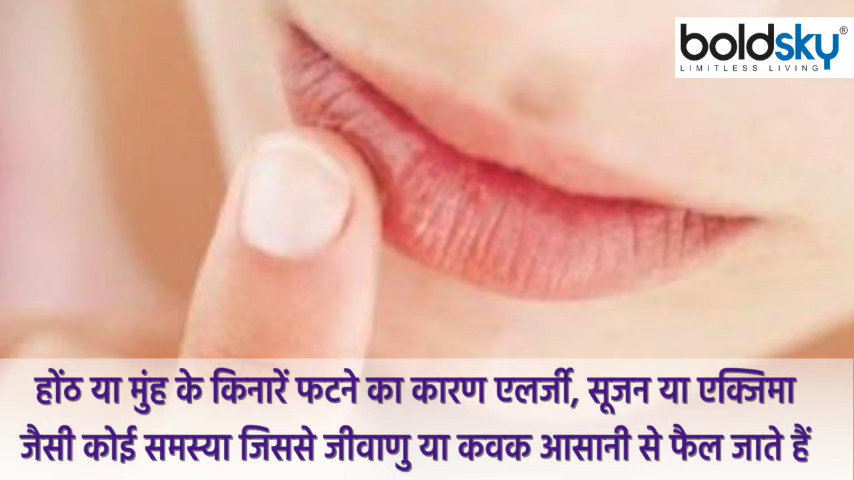 boldsky®
LIMITLESS LIVING
होंठ या मुंह के किनारें फटने का कारण एलर्जी, सूजन या एक्जिमा
जैसी कोई समस्या जिससे जीवाणु या कवक आसानी से फैल जाते हैं